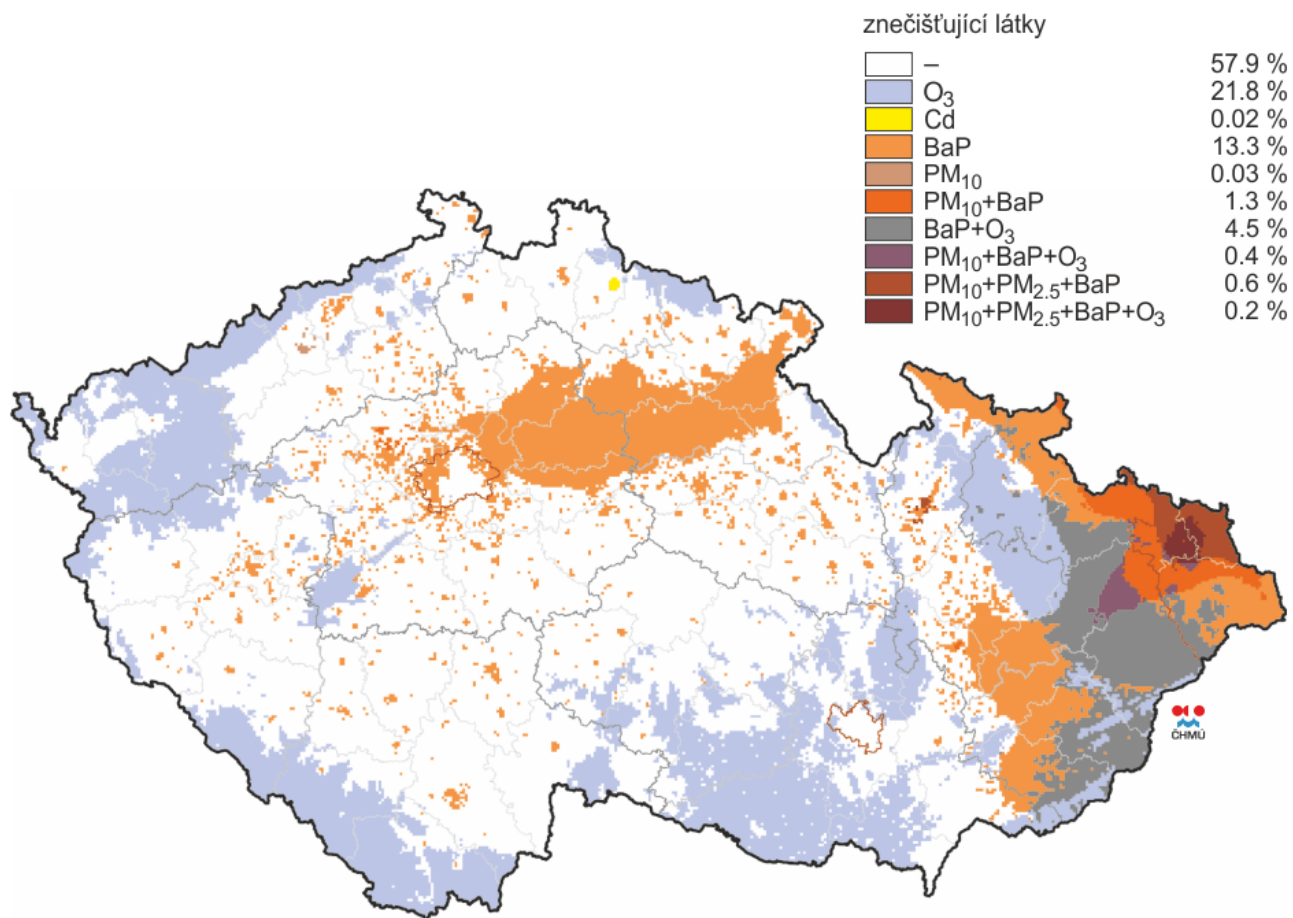 znečišťující látky
– 57.9 %
O₃ 21.8 %
Cd 0.02 %
BaP 13.3 %
PM₁₀ 0.03 %
PM₁₀+BaP 1.3 %
BaP+O₃ 4.5 %
PM₁₀+BaP+O₃ 0.4 %
PM₁₀+PM₂.₅+BaP 0.6 %
PM₁₀+PM₂.₅+BaP+O₃ 0.2 %
ČHMÚ